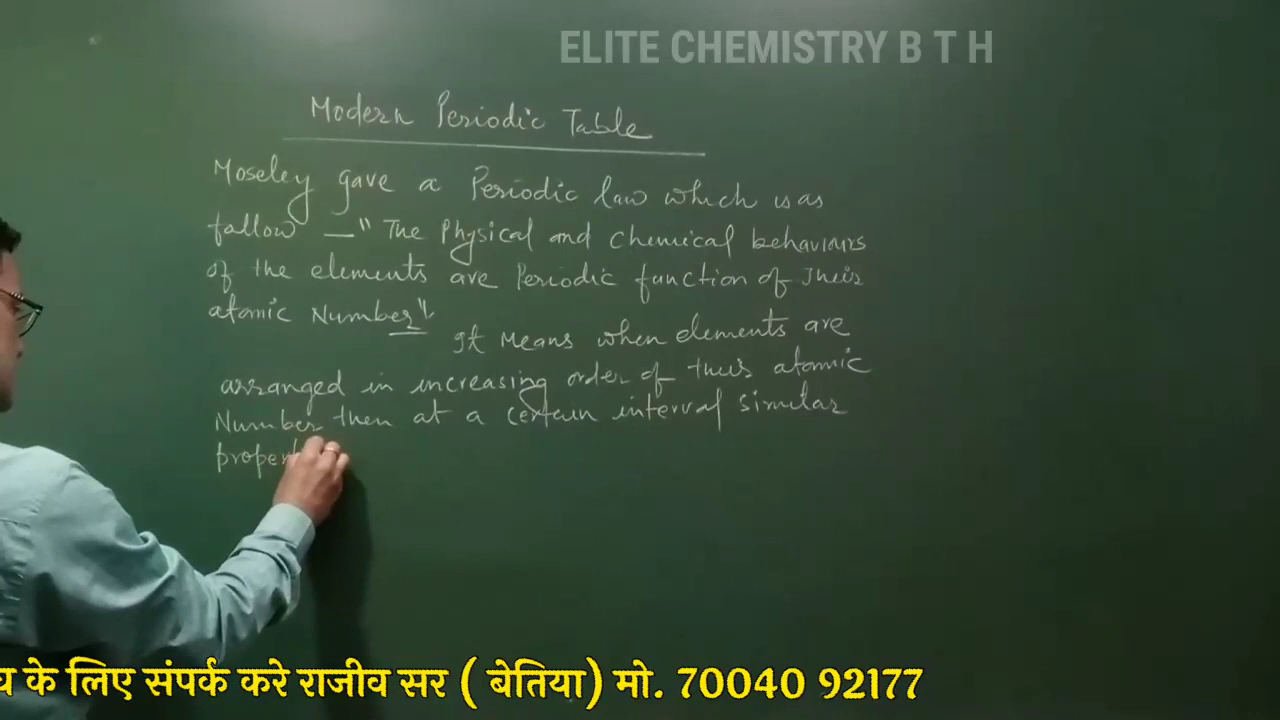 ELITE CHEMISTRY B T H
Modern Periodic Table
Moseley gave a Periodic law which is as
fallow — " The Physical and chemical behaviours
of the elements are Periodic function of Their
atomic Number".
It Means when elements are
arranged in increasing order of their atomic
Number then at a certain interval similar
propert
के लिए संपर्क करे राजीव सर ( बेतिया) मो. 70040 92177